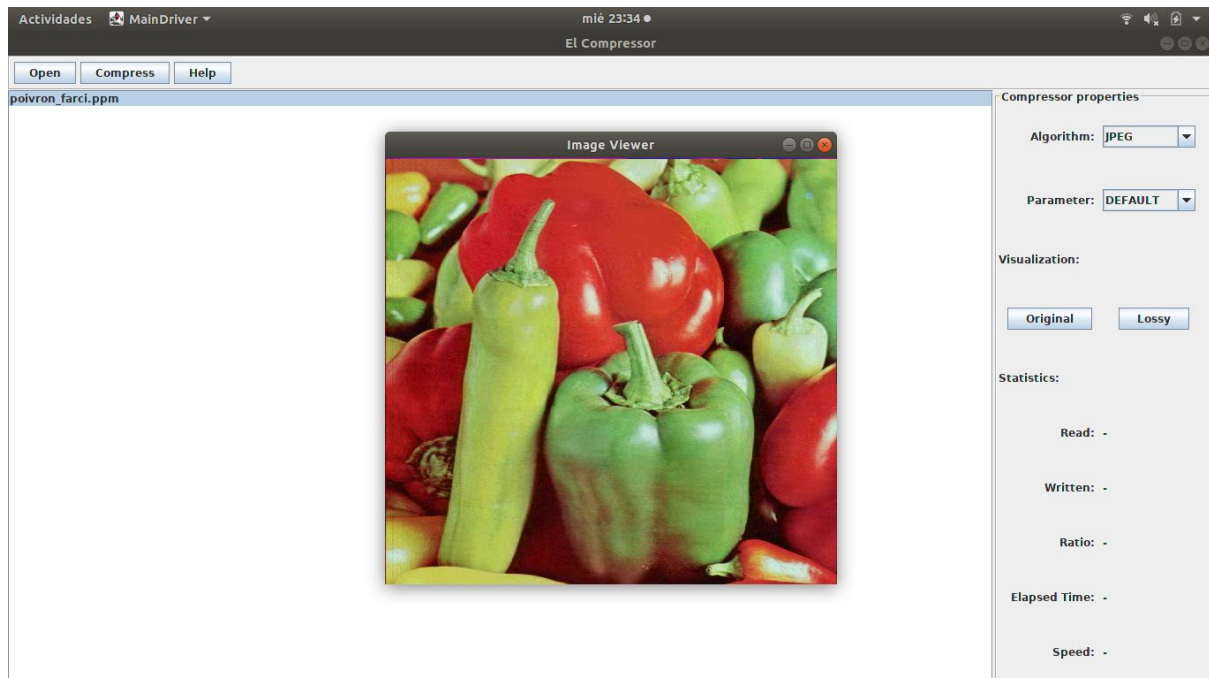 Actividades MainDriver mié 23:34
El Compressor
Open Compress Help
poivron_farci.ppm
Image Viewer
Compressor properties
Algorithm: JPEG
Parameter: DEFAULT
Visualization:
Original Lossy
Statistics:
Read: -
Written: -
Ratio: -
Elapsed Time: -
Speed: -